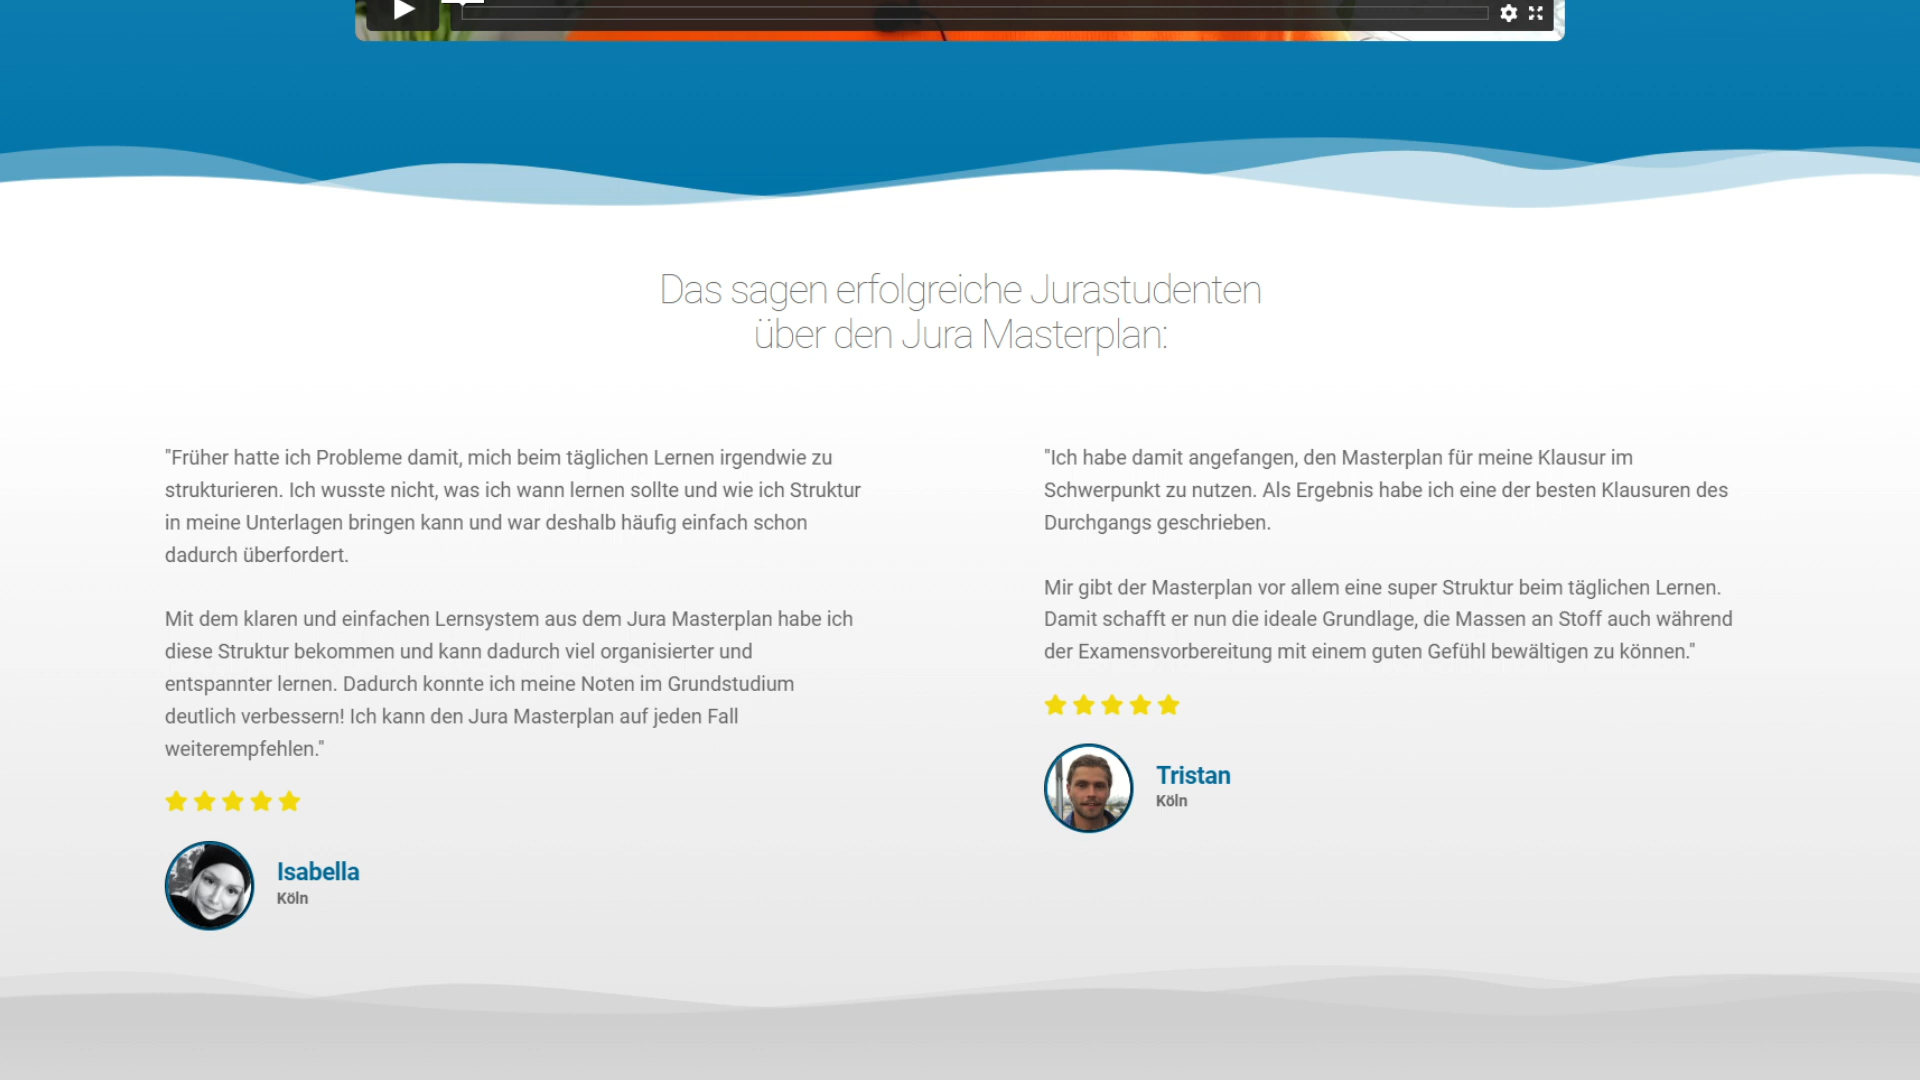 Das sagen erfolgreiche Jurastudenten
über den Jura Masterplan:
"Früher hatte ich Probleme damit, mich beim täglichen Lernen irgendwie zu
strukturieren. Ich wusste nicht, was ich wann lernen sollte und wie ich Struktur
in meine Unterlagen bringen kann und war deshalb häufig einfach schon
dadurch überfordert.
Mit dem klaren und einfachen Lernsystem aus dem Jura Masterplan habe ich
diese Struktur bekommen und kann dadurch viel organisierter und
entspannter lernen. Dadurch konnte ich meine Noten im Grundstudium
deutlich verbessern! Ich kann den Jura Masterplan auf jeden Fall
weiterempfehlen."
Isabella
Köln
"Ich habe damit angefangen, den Masterplan für meine Klausur im
Schwerpunkt zu nutzen. Als Ergebnis habe ich eine der besten Klausuren des
Durchgangs geschrieben.
Mir gibt der Masterplan vor allem eine super Struktur beim täglichen Lernen.
Damit schafft er nun die ideale Grundlage, die Massen an Stoff auch während
der Examensvorbereitung mit einem guten Gefühl bewältigen zu können."
Tristan
Köln